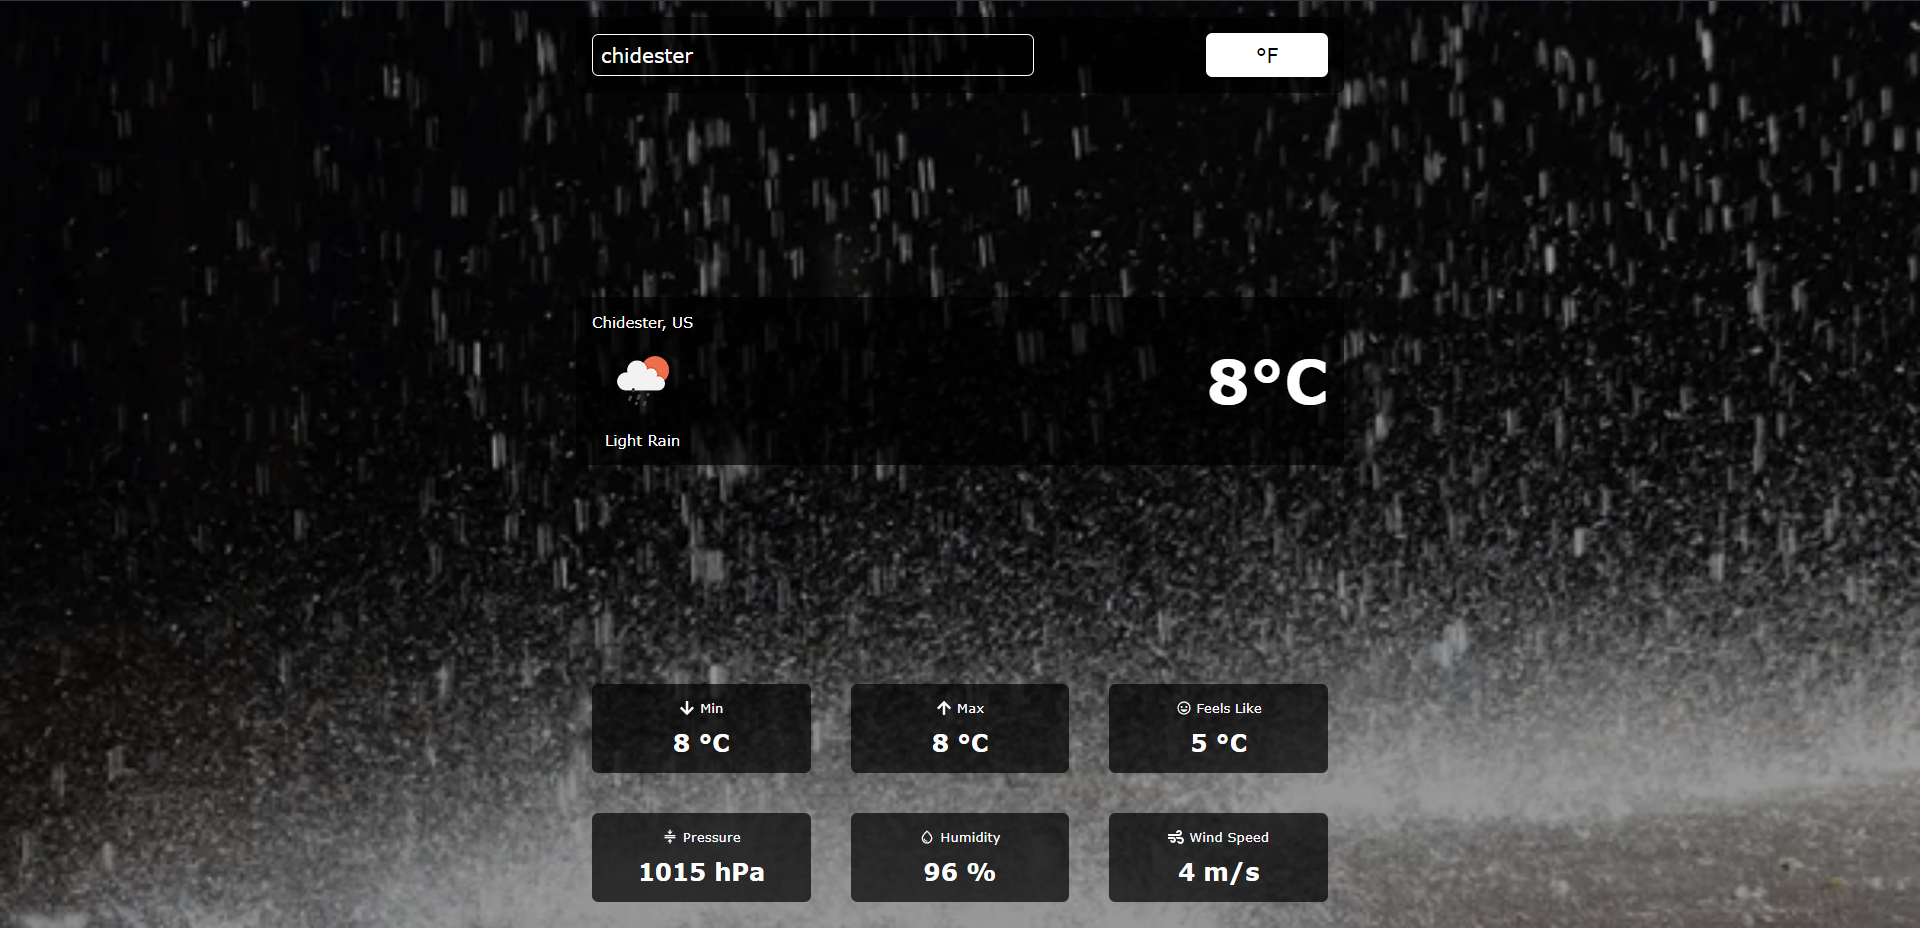 chidester
°F
Chidester, US
8°C
Light Rain
Min
8 °C
Max
8 °C
Feels Like
5 °C
Pressure
1015 hPa
Humidity
96 %
Wind Speed
4 m/s